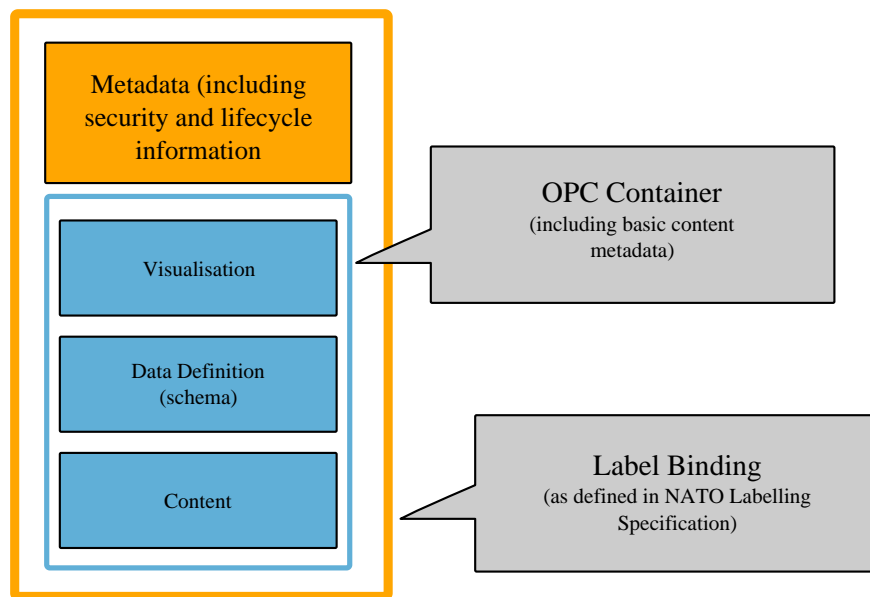 Metadata (including
security and lifecycle
information
Visualisation
Data Definition
(schema)
Content
OPC Container
(including basic content
metadata)
Label Binding
(as defined in NATO Labelling
Specification)